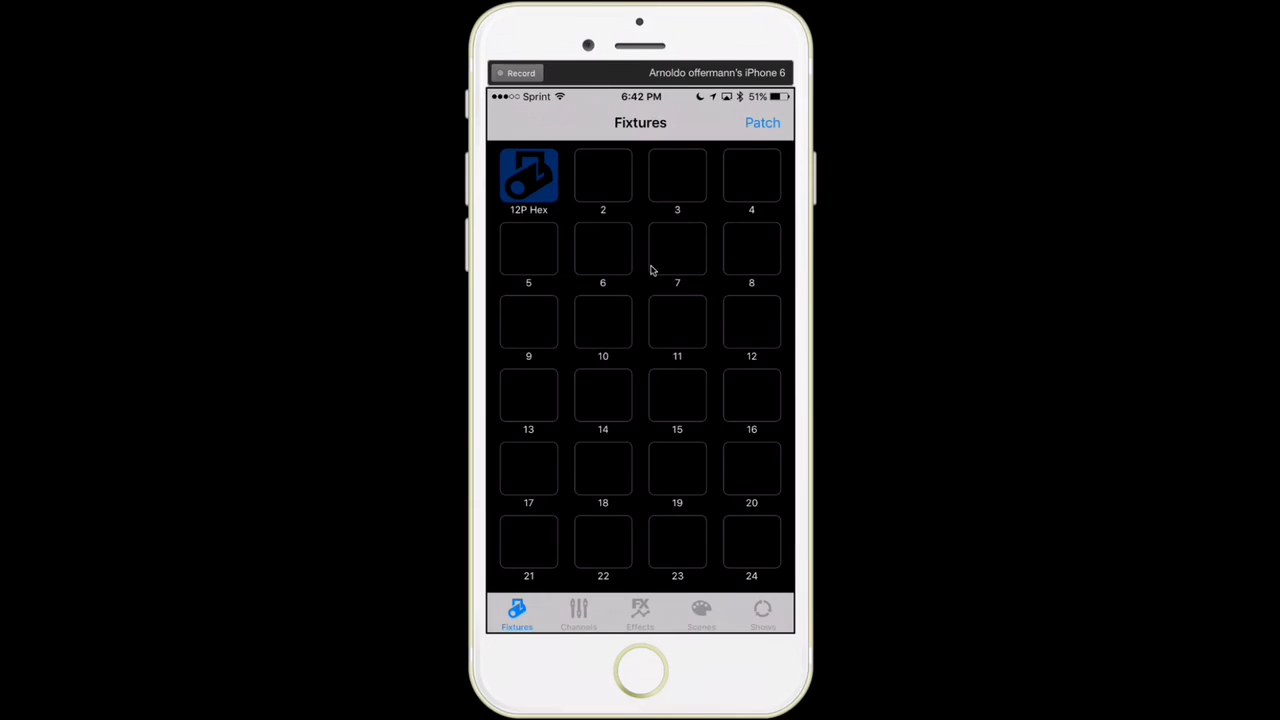 Record
Arnoldo offermann's iPhone 6
Sprint 6:42 PM 51%
Fixtures Patch
12P Hex 2 3 4
5 6 7 8
9 10 11 12
13 14 15 16
17 18 19 20
21 22 23 24
FX
Fixtures Channels Effects Scenes Shows